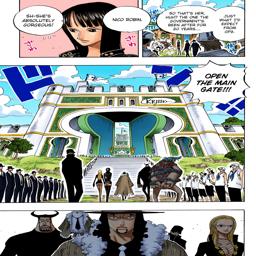 JUST
WHAT I'D
EXPECT
FROM
CP9.
SO THAT'S HER,
HUH? THE ONE THE
GOVERNMENT'S
BEEN AFTER FOR
20 YEARS.
NICO ROBIN.
SH-SHE'S
ABSOLUTELY
GORGEOUS!
OPEN
THE MAIN
GATE!!!